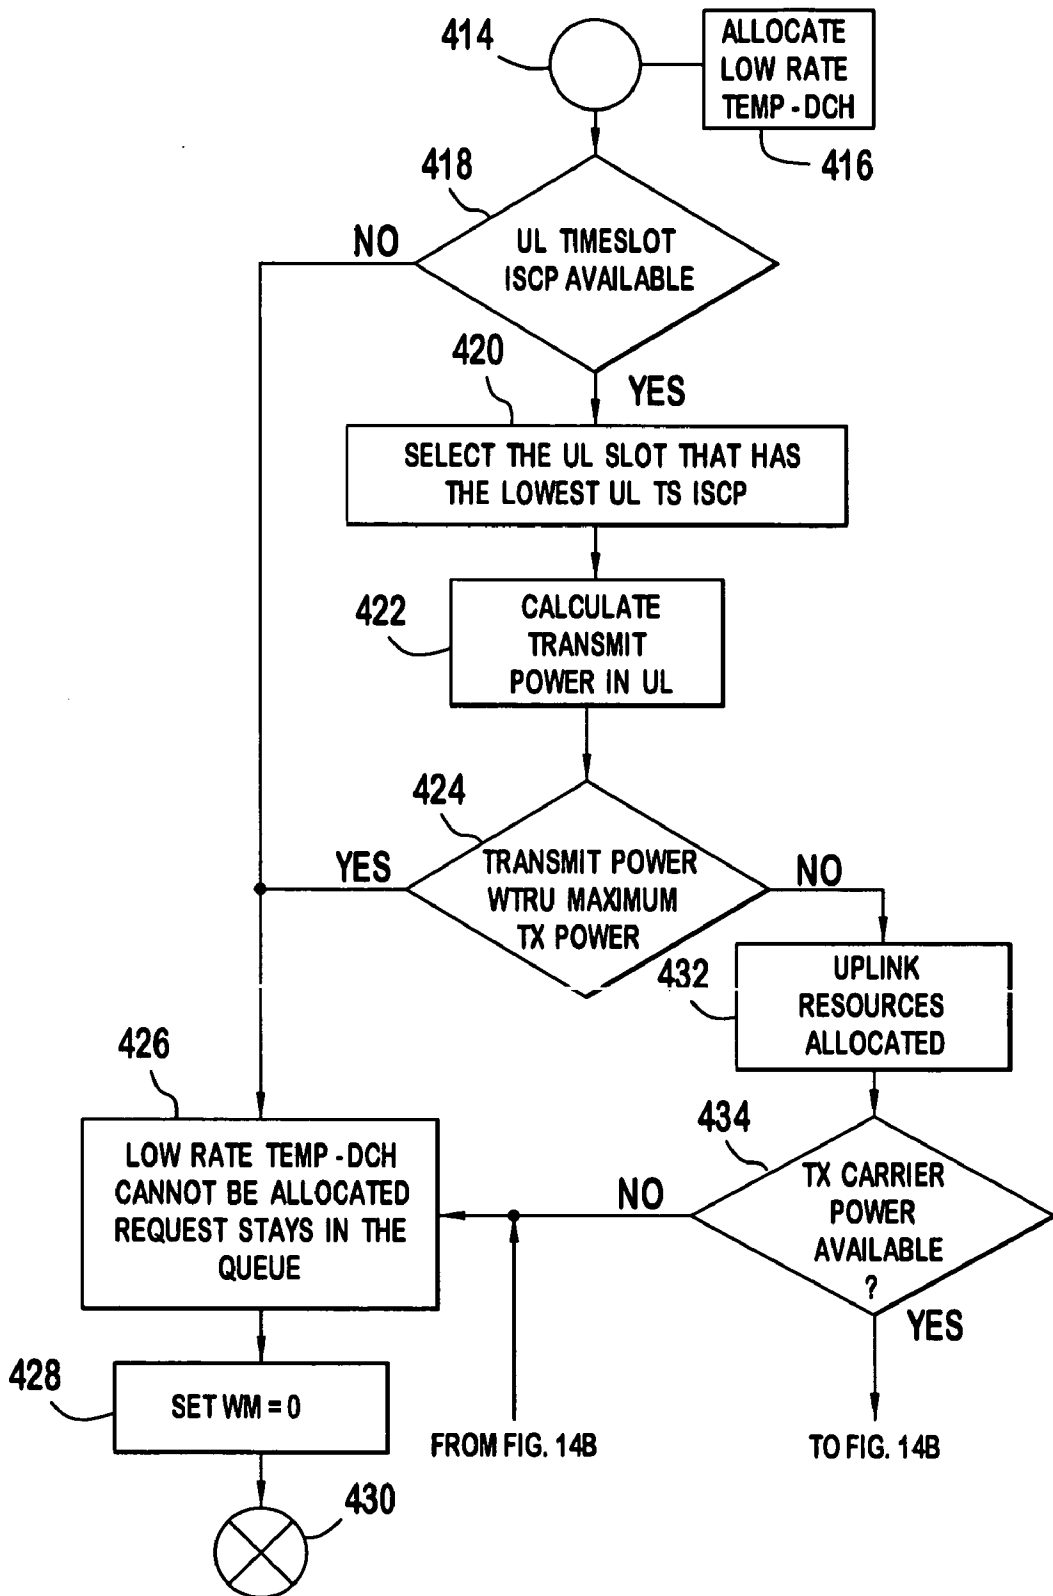 414
ALLOCATE
LOW RATE
TEMP - DCH
416
418
NO
UL TIMESLOT
ISCP AVAILABLE
420
YES
SELECT THE UL SLOT THAT HAS
THE LOWEST UL TS ISCP
422
CALCULATE
TRANSMIT
POWER IN UL
424
YES
TRANSMIT POWER
WTRU MAXIMUM
TX POWER
NO
432
UPLINK
RESOURCES
ALLOCATED
426
LOW RATE TEMP - DCH
CANNOT BE ALLOCATED
REQUEST STAYS IN THE
QUEUE
434
NO
TX CARRIER
POWER
AVAILABLE
?
YES
428
SET WM = 0
FROM FIG. 14B
TO FIG. 14B
430